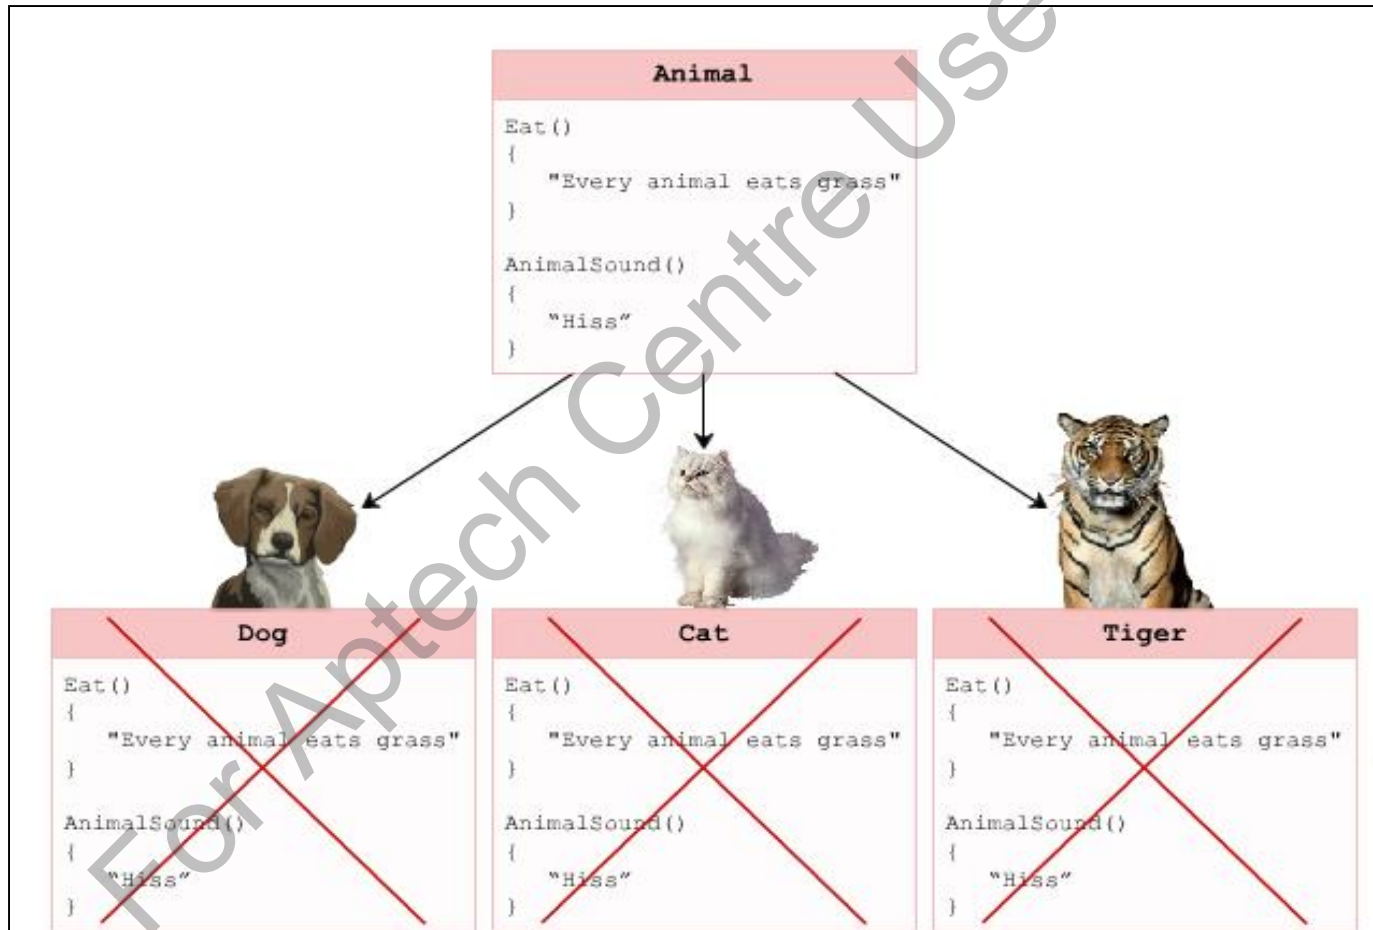 Animal
Eat()
{
"Every animal eats grass"
}
AnimalSound()
{
“Hiss”
}
Dog
Eat()
{
"Every animal eats grass"
}
AnimalSound()
{
“Hiss”
}
Cat
Eat()
{
"Every animal eats grass"
}
AnimalSound()
{
“Hiss”
}
Tiger
Eat()
{
"Every animal eats grass"
}
AnimalSound()
{
“Hiss”
}
For Aptech Centre Use